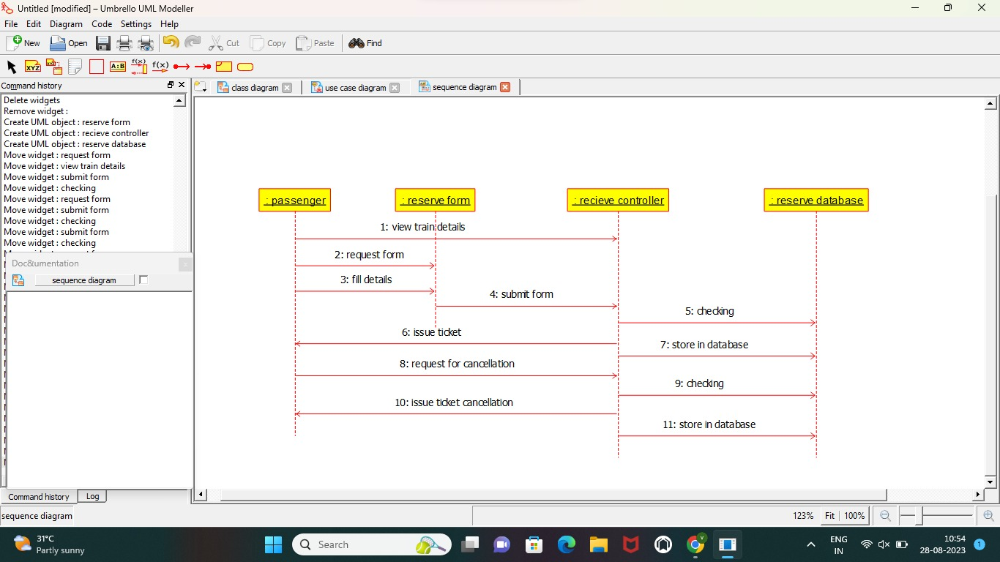 Untitled [modified] – Umbrello UML Modeller
File Edit Diagram Code Settings Help
New Open Cut Copy Paste Find
XYZ XYZ A:B f(x) f(x)
Command history
class diagram use case diagram sequence diagram
Delete widgets
Remove widget :
Create UML object : reserve form
Create UML object : recieve controller
Create UML object : reserve database
Move widget : request form
Move widget : view train details
Move widget : submit form
Move widget : checking
Move widget : request form
Move widget : submit form
Move widget : checking
Move widget : submit form
Move widget : checking
Doc&umentation
sequence diagram
: passenger
: reserve form
: recieve controller
: reserve database
1: view train details
2: request form
3: fill details
4: submit form
5: checking
6: issue ticket
7: store in database
8: request for cancellation
9: checking
10: issue ticket cancellation
11: store in database
Command history Log
sequence diagram
123% Fit 100%
31°C
Partly sunny
Search
V
ENG
IN
10:54
28-08-2023
1